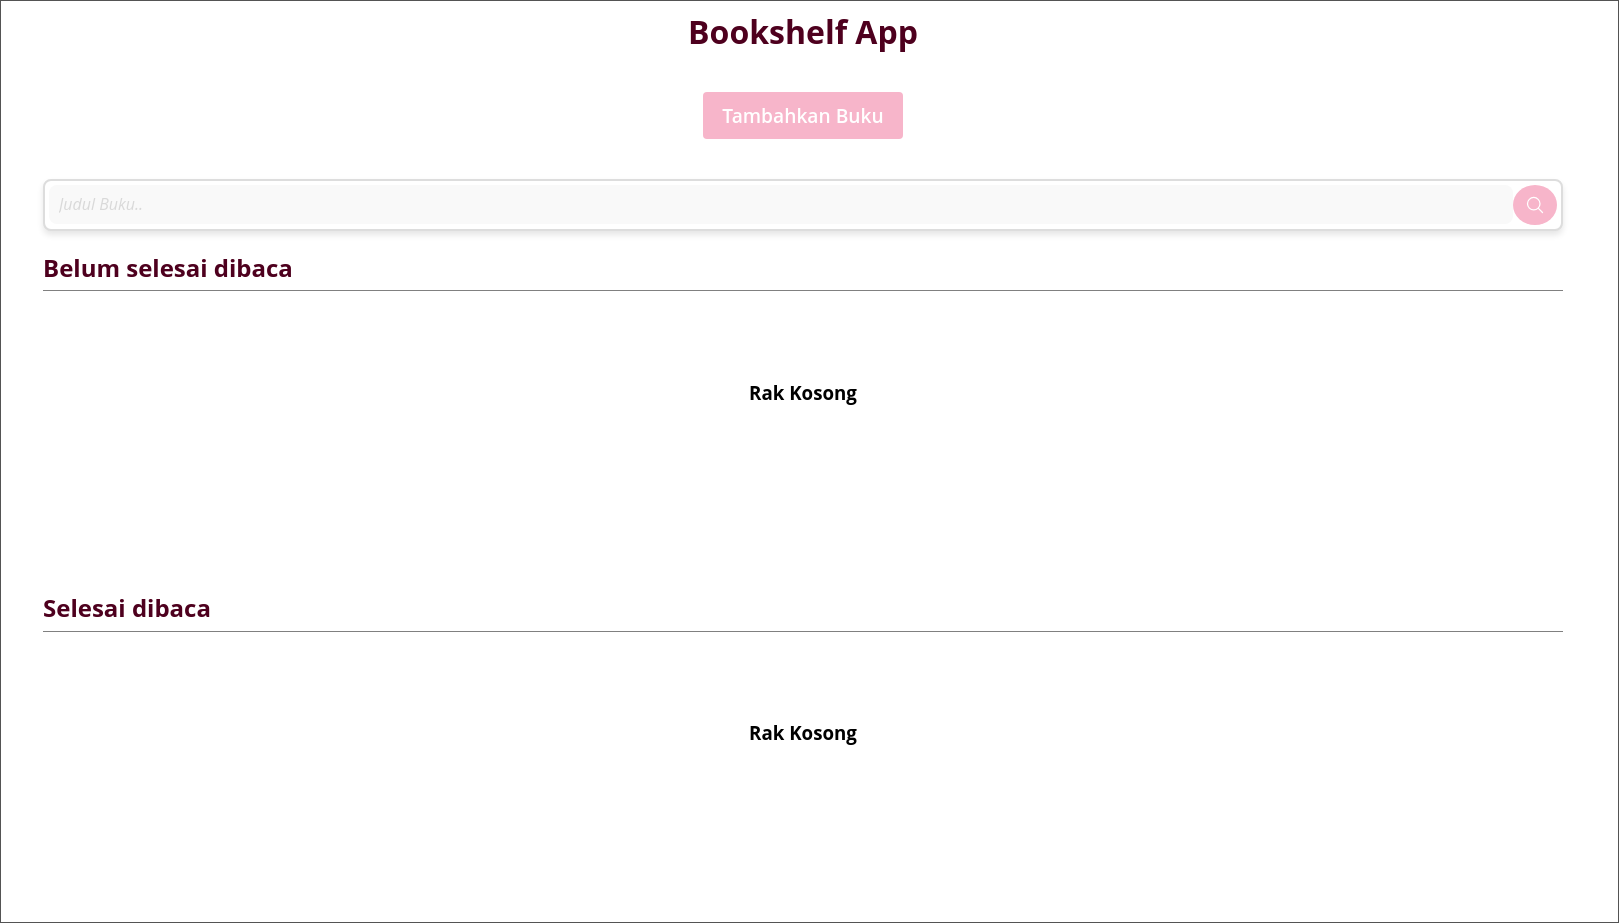 Bookshelf App
Tambahkan Buku
Judul Buku..
Belum selesai dibaca
Rak Kosong
Selesai dibaca
Rak Kosong